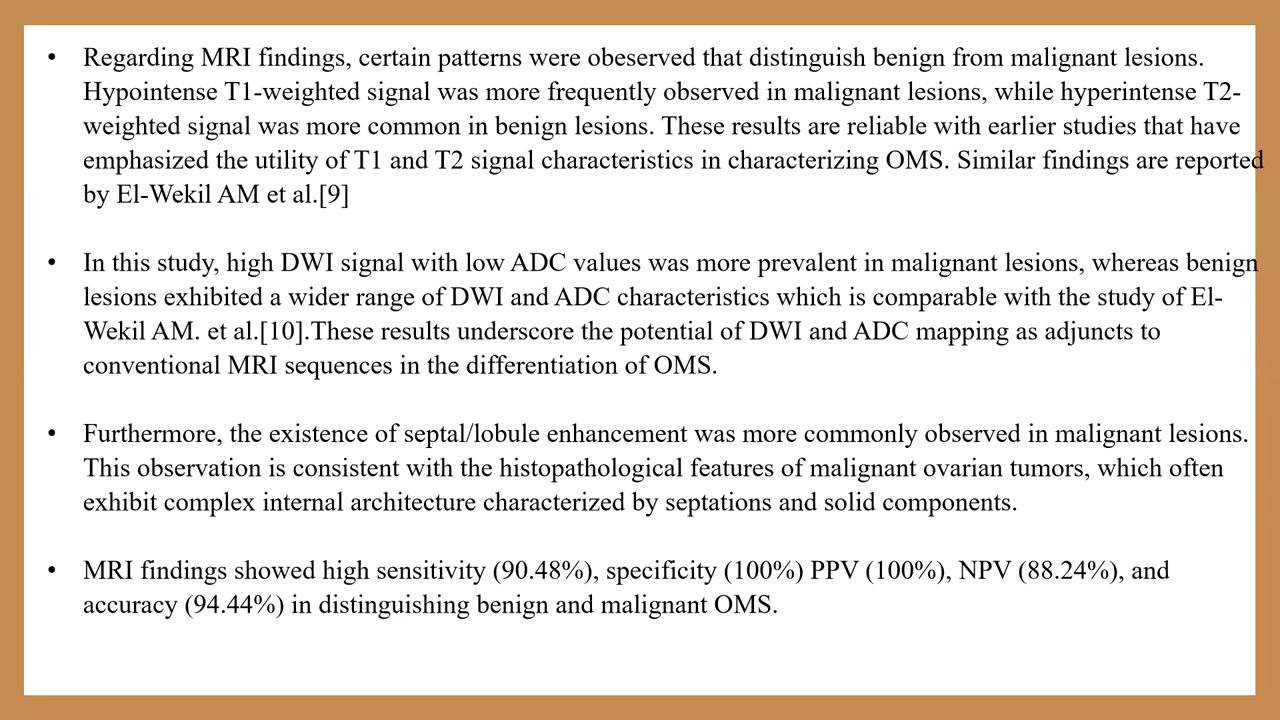 • Regarding MRI findings, certain patterns were obeserved that distinguish benign from malignant lesions.
Hypointense T1-weighted signal was more frequently observed in malignant lesions, while hyperintense T2-
weighted signal was more common in benign lesions. These results are reliable with earlier studies that have
emphasized the utility of T1 and T2 signal characteristics in characterizing OMS. Similar findings are reported
by El-Wekil AM et al.[9]
• In this study, high DWI signal with low ADC values was more prevalent in malignant lesions, whereas benign
lesions exhibited a wider range of DWI and ADC characteristics which is comparable with the study of El-
Wekil AM. et al.[10].These results underscore the potential of DWI and ADC mapping as adjuncts to
conventional MRI sequences in the differentiation of OMS.
• Furthermore, the existence of septal/lobule enhancement was more commonly observed in malignant lesions.
This observation is consistent with the histopathological features of malignant ovarian tumors, which often
exhibit complex internal architecture characterized by septations and solid components.
• MRI findings showed high sensitivity (90.48%), specificity (100%) PPV (100%), NPV (88.24%), and
accuracy (94.44%) in distinguishing benign and malignant OMS.